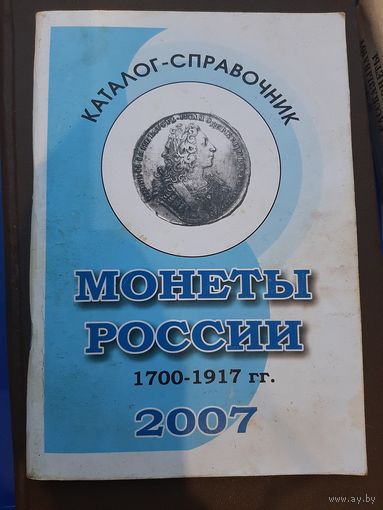 КАТАЛОГ-СПРАВОЧНИК
МОНЕТЫ
РОССИИ
1700-1917 гг.
2007
www.ay.by